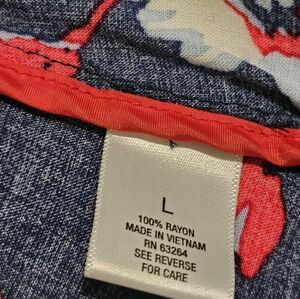 L
100% RAYON
MADE IN VIETNAM
RN 63264
SEE REVERSE
FOR CARE